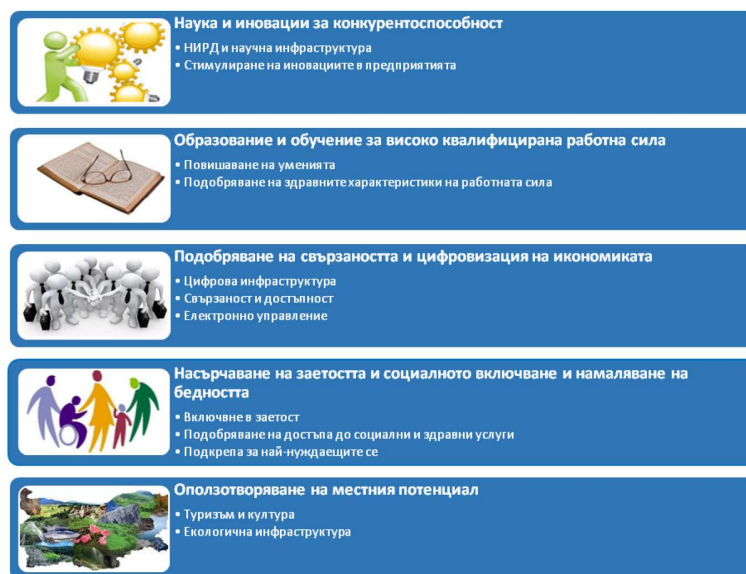 Наука и иновации за конкурентоспособност
• НИРД и научна инфраструктура
• Стимулиране на иновациите в предприятията
Образование и обучение за високо квалифицирана работна сила
• Повишаване на уменията
• Подобряване на здравните характеристики на работната сила
Подобряване на свързаността и цифровизация на икономиката
• Цифрова инфраструктура
• Свързаност и достъпност
• Електронно управление
Насърчаване на заетостта и социалното включване и намаляване на
бедността
• Включвне в заетост
• Подобряване на достъпа до социални и здравни услуги
• Подкрепа за най-нуждаещите се
Оползотворяване на местния потенциал
• Туризъм и култура
• Екологична инфраструктура